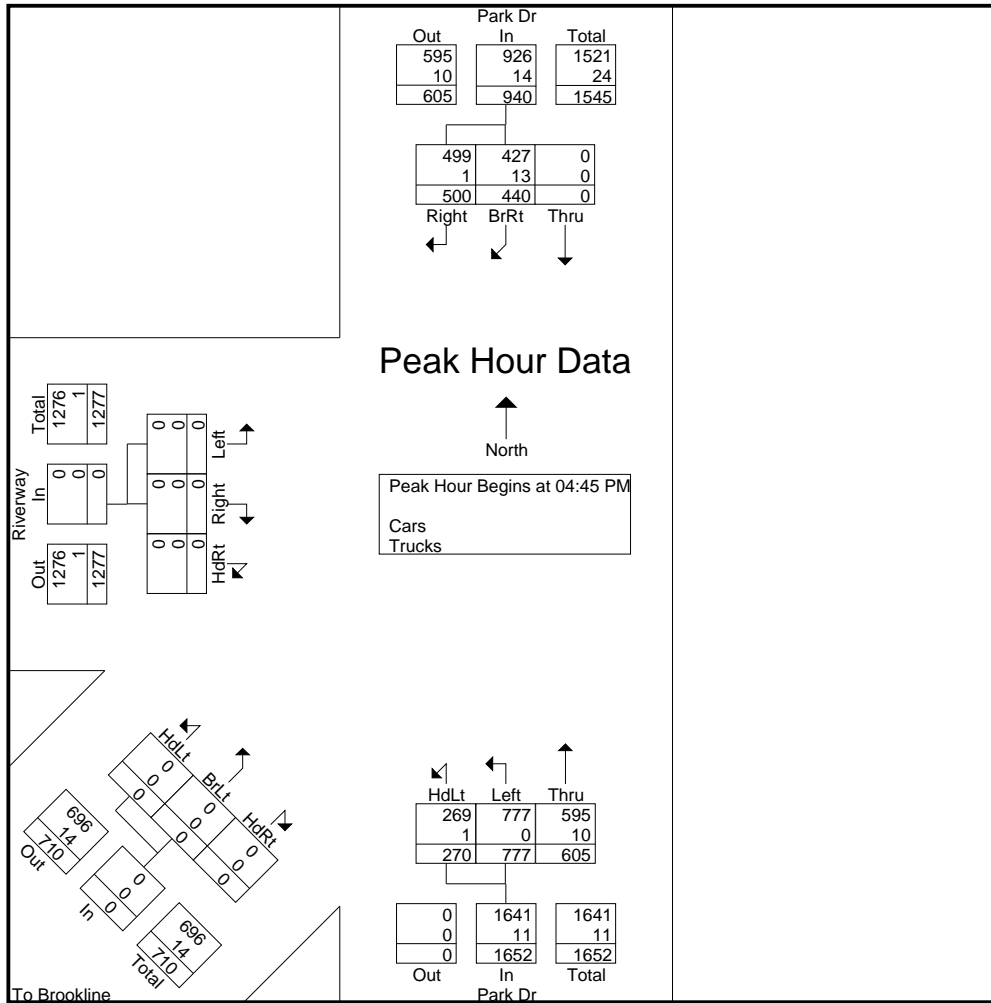 Park Dr
Out In Total
595 926 1521
10 14 24
605 940 1545
499 427 0
1 13 0
500 440 0
Right BrRt Thru
Peak Hour Data
North
Peak Hour Begins at 04:45 PM
Cars
Trucks
Riverway
Total
1276
1
1277
In
0
0
0
Out
1276
1
1277
Left
0
0
0
Right
0
0
0
HdRt
0
0
0
HdLt
0
0
0
BrLt
0
0
0
HdRt
0
0
0
Out
696
14
710
In
0
0
0
Total
696
14
710
To Brookline
HdLt Left Thru
269 777 595
1 0 10
270 777 605
0 1641 1641
0 11 11
0 1652 1652
Out In Total
Park Dr